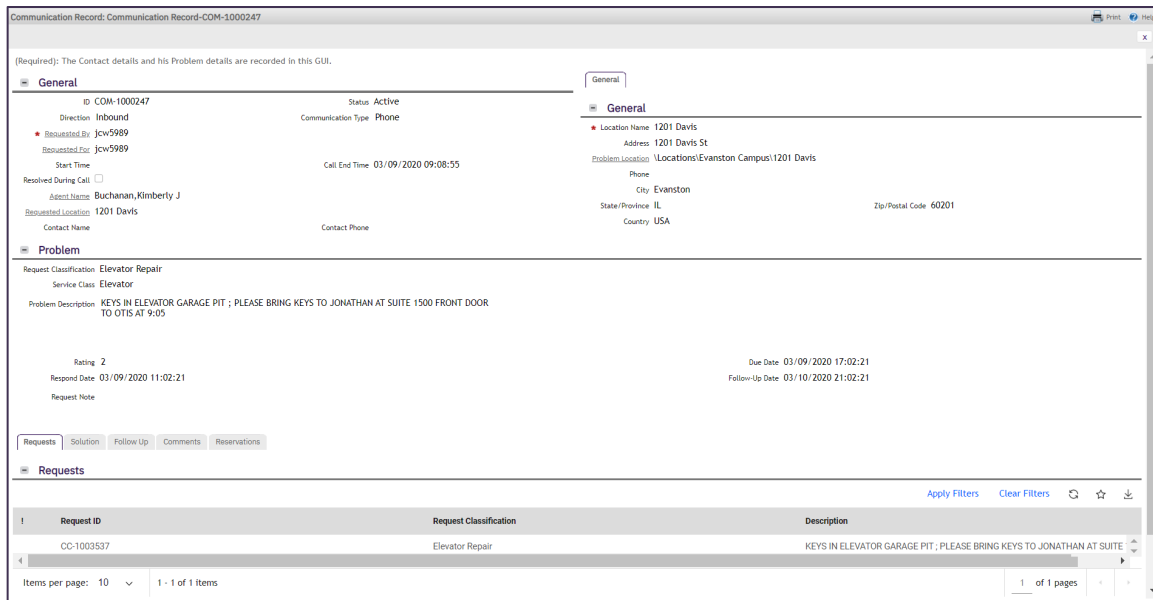 Communication Record: Communication Record-COM-1000247
Print
Help
x
(Required): The Contact details and his Problem details are recorded in this GUI.
General
ID COM-1000247
Status Active
Direction Inbound
Communication Type Phone
* Requested By jcw5989
Requested For jcw5989
Start Time
Call End Time 03/09/2020 09:08:55
Resolved During Call
Agent Name Buchanan,Kimberly J
Requested Location 1201 Davis
Contact Name
Contact Phone
General
General
* Location Name 1201 Davis
Address 1201 Davis St
Problem Location \Locations\Evanston Campus\1201 Davis
Phone
City Evanston
State/Province IL
Zip/Postal Code 60201
Country USA
Problem
Request Classification Elevator Repair
Service Class Elevator
Problem Description KEYS IN ELEVATOR GARAGE PIT ; PLEASE BRING KEYS TO JONATHAN AT SUITE 1500 FRONT DOOR
TO OTIS AT 9:05
Rating 2
Due Date 03/09/2020 17:02:21
Respond Date 03/09/2020 11:02:21
Follow-Up Date 03/10/2020 21:02:21
Request Note
Requests Solution Follow Up Comments Reservations
Requests
Apply Filters Clear Filters
! Request ID Request Classification Description
CC-1003537 Elevator Repair KEYS IN ELEVATOR GARAGE PIT ; PLEASE BRING KEYS TO JONATHAN AT SUITE
Items per page: 10 1 - 1 of 1 items 1 of 1 pages